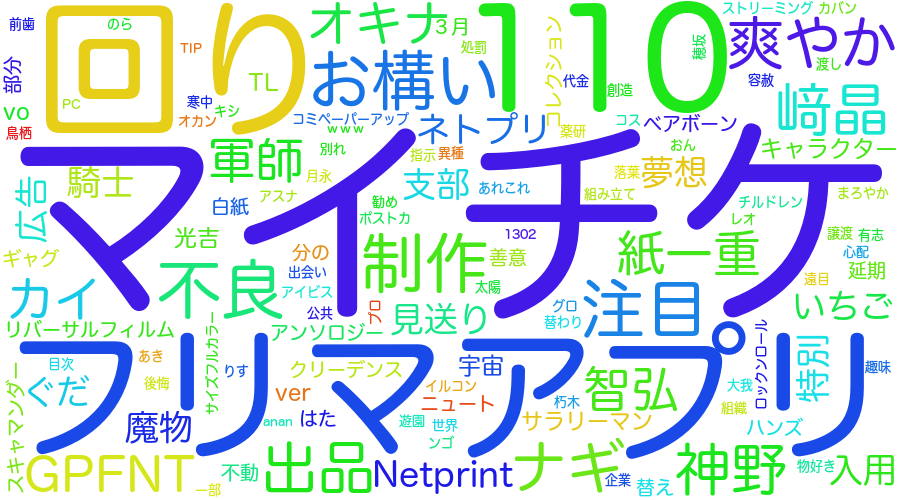 前歯
のら
オキナ
3月
110
ストリーミング
カバン
回り
TIP
部分
TL
お構い
処罰
コレクション
爽やか
穂坂
渡し
容赦
PC
寒中
キシ
代金
創造
﨑晶
vo
オカン
コミペーパーアップ
ネトプリ
コス
ベアボーン
鳥栖
www
薬研
軍師
別れ
指示
異種
おん
キャラクター
騎士
月永
支部
落葉
夢想
広告
アスナ
あれこれ
組み立て
まろやか
マイチケ
白紙
勧め
ポストカ
チルドレン
レオ
光吉
1302
譲渡
有志
ギャグ
分の
制作
善意
紙一重
心配
出会い
太陽
延期
カイ
不良
アイビス
遠目
公共
プロ
グロ
注目
いちご
リバーサルフィルム
アンソロジー
見送り
替わり
サイズフルカラー
フリマアプリ
ロックンロール
特別
目次
あき
りす
クリーデンス
宇宙
智弘
趣味
スキャマンダー
ぐだ
後悔
ver
イルコン
ニュート
朽木
大我
組織
魔物
anan
はた
遊園
世界
サラリーマン
ハンズ
ンゴ
GPFNT
一部
不動
出品
Netprint
ナギ
企業
替え
神野
物好き
入用